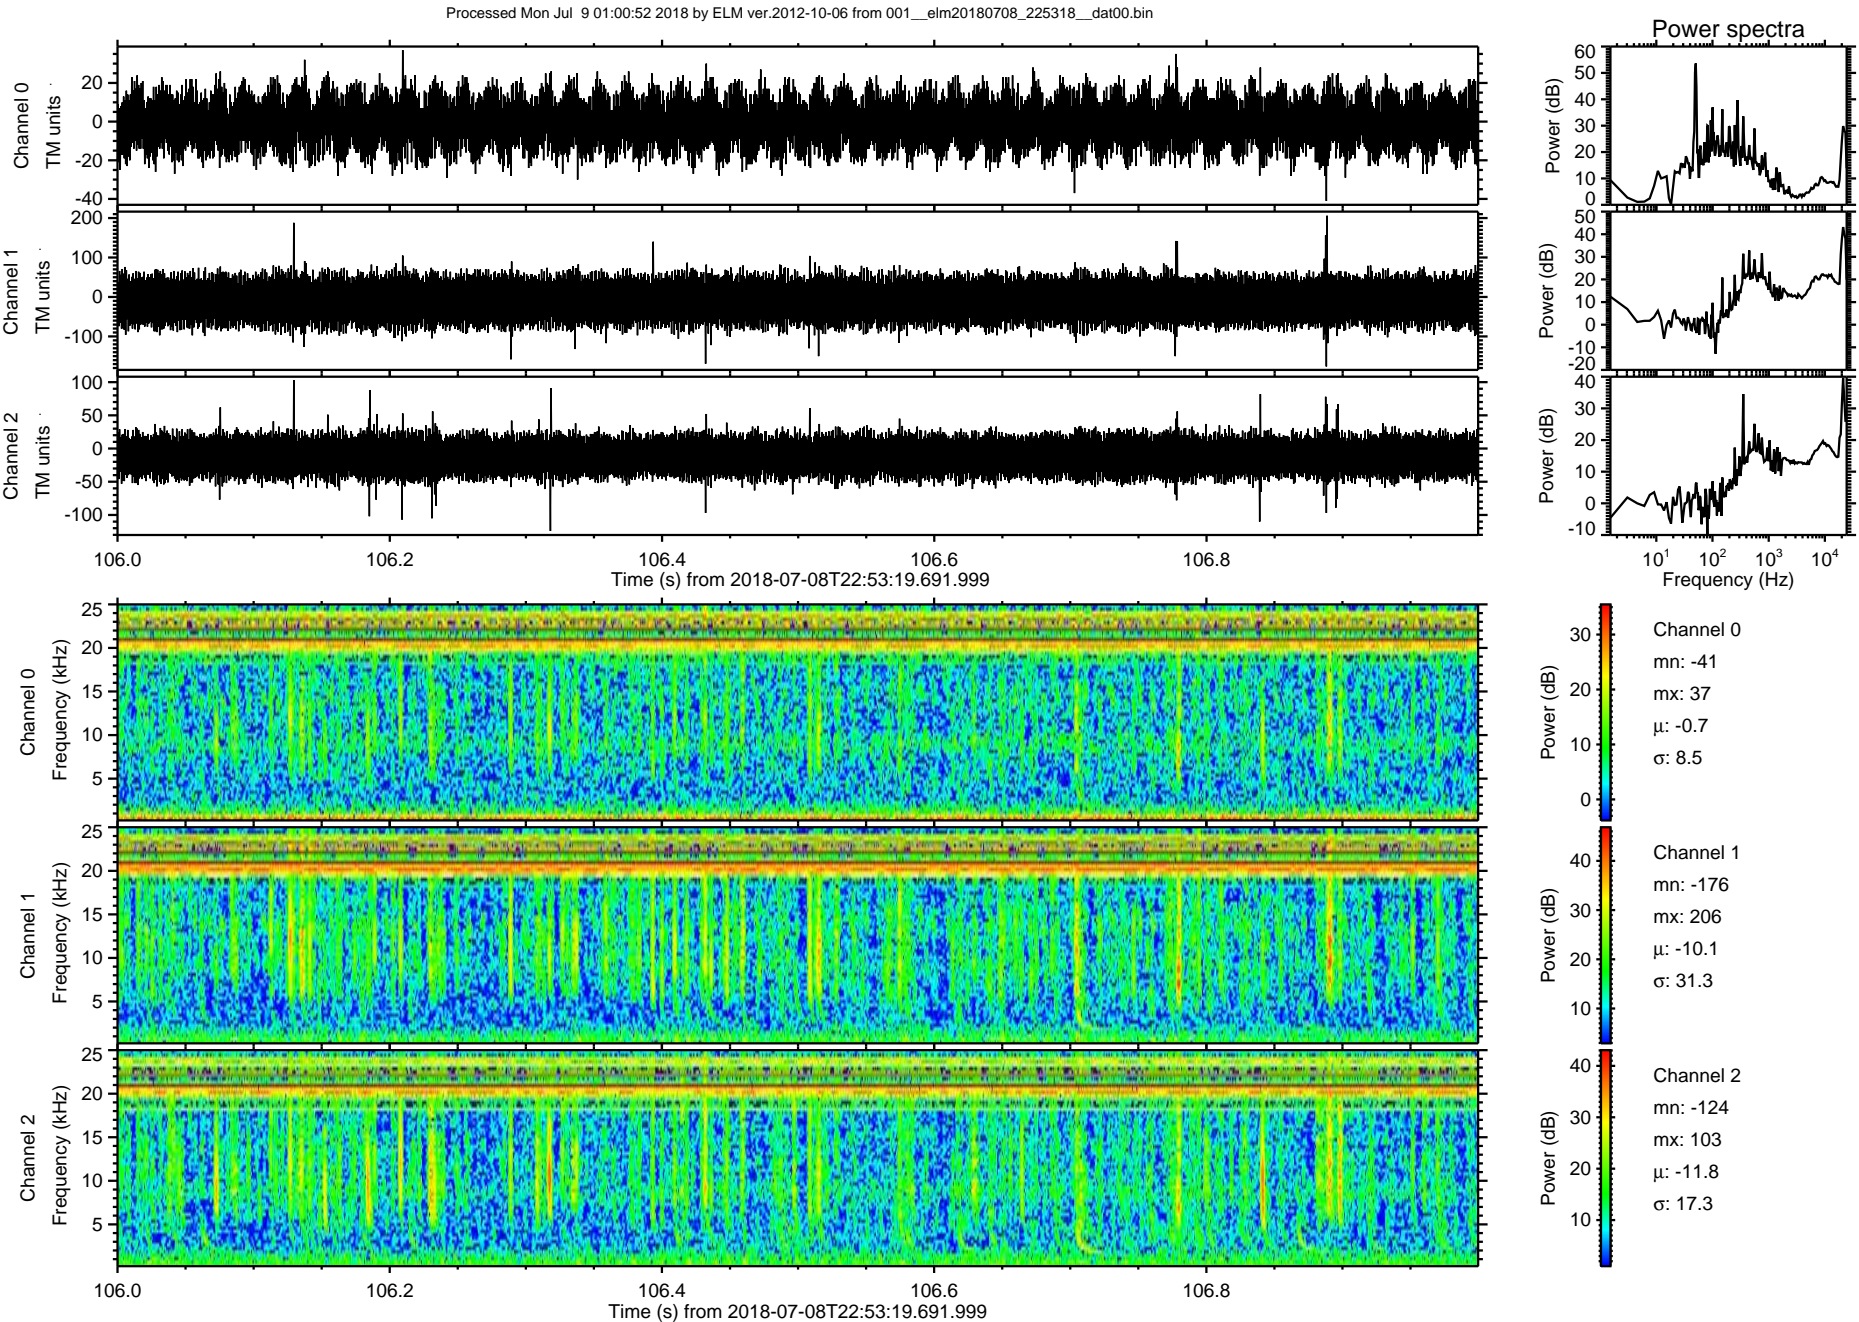 Processed Mon Jul  9 01:00:52 2018 by ELM ver.2012-10-06 from 001__elm20180708_225318__dat00.bin
Power spectra
Channel 0
TM units
20
0
-20
-40
Power (dB)
60
50
40
30
20
10
0
Channel 1
TM units
200
100
0
-100
Power (dB)
50
40
30
20
10
0
-10
-20
Channel 2
TM units
100
50
0
-50
-100
Power (dB)
40
30
20
10
0
-10
106.0 106.2 106.4 106.6 106.8
Time (s) from 2018-07-08T22:53:19.691.999
10¹ 10² 10³ 10⁴
Frequency (Hz)
Channel 0
Frequency (kHz)
25
20
15
10
5
Power (dB)
30
20
10
0
Channel 0
mn: -41
mx: 37
μ: -0.7
σ: 8.5
Channel 1
Frequency (kHz)
25
20
15
10
5
Power (dB)
40
30
20
10
Channel 1
mn: -176
mx: 206
μ: -10.1
σ: 31.3
Channel 2
Frequency (kHz)
25
20
15
10
5
Power (dB)
40
30
20
10
Channel 2
mn: -124
mx: 103
μ: -11.8
σ: 17.3
106.0 106.2 106.4 106.6 106.8
Time (s) from 2018-07-08T22:53:19.691.999